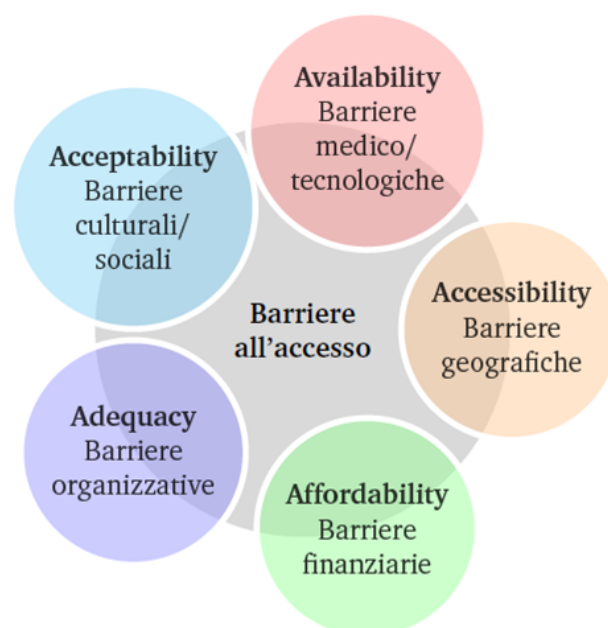 Availability
Barriere
medico/
tecnologiche
Acceptability
Barriere
culturali/
sociali
Accessibility
Barriere
geografiche
Barriere
all’accesso
Adequacy
Barriere
organizzative
Affordability
Barriere
finanziarie